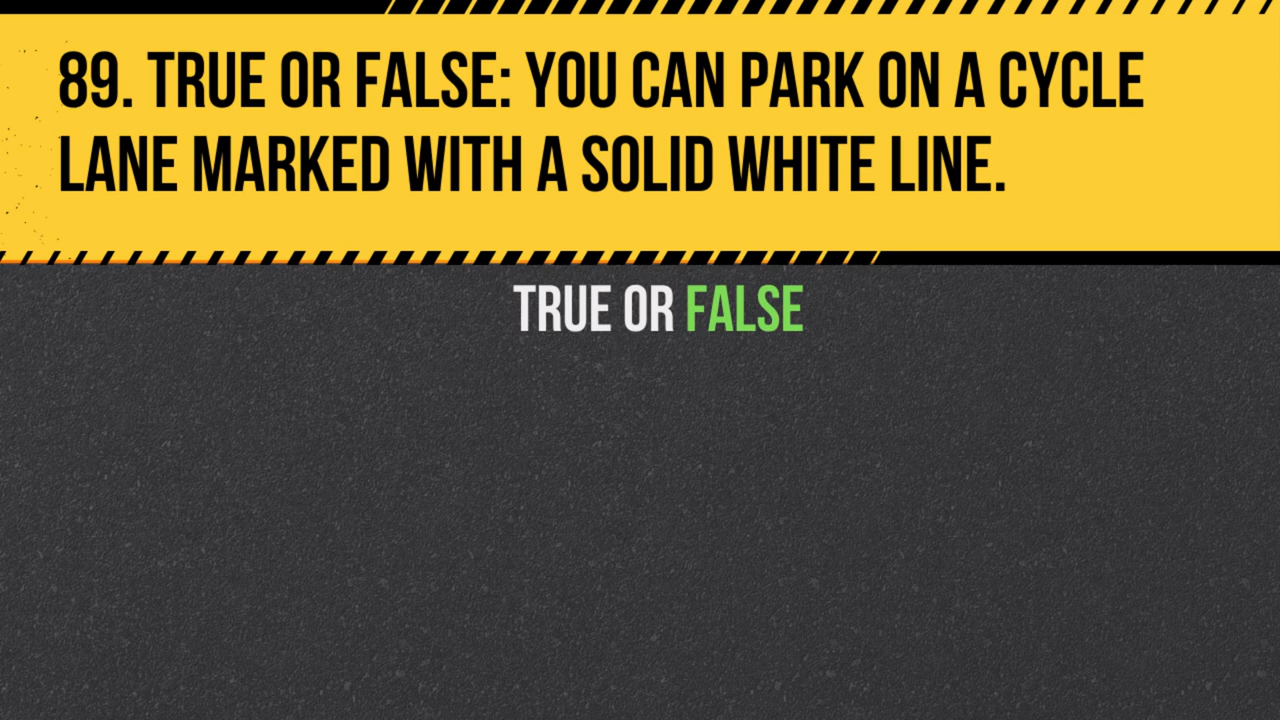 89. TRUE OR FALSE: YOU CAN PARK ON A CYCLE
LANE MARKED WITH A SOLID WHITE LINE.
TRUE OR FALSE